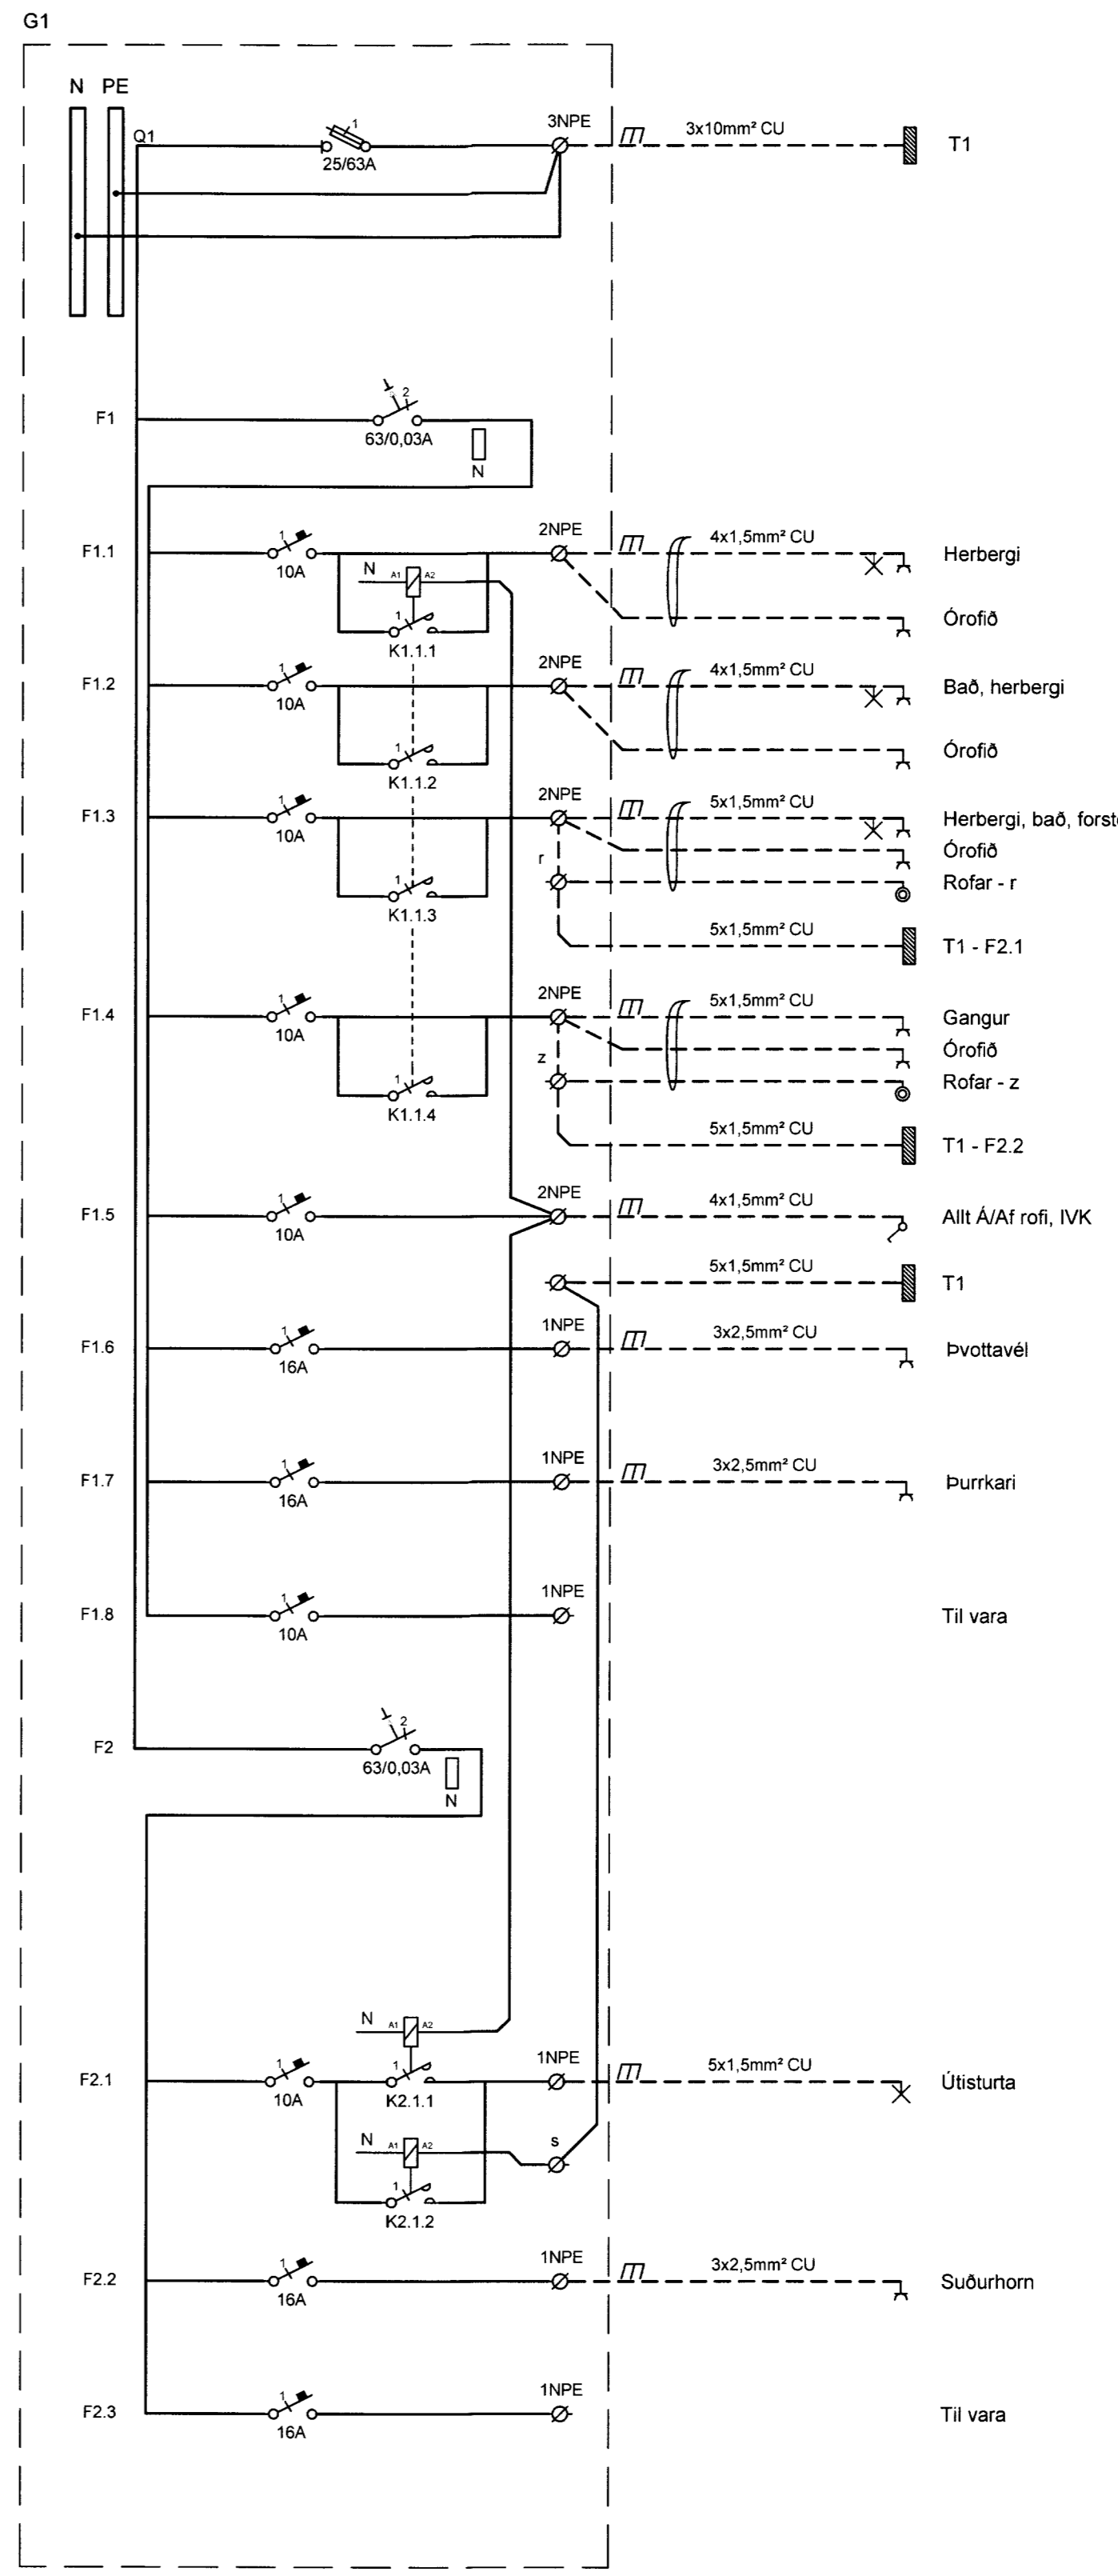 G1
N PE
Q1
1
25/63A
3NPE
3x10mm² CU
T1
F1
2
63/0,03A
N
F1.1
1
10A
N A1 A2
1
K1.1.1
2NPE
4x1,5mm² CU
Herbergi
Órofið
F1.2
1
10A
1
K1.1.2
2NPE
4x1,5mm² CU
Bað, herbergi
Órofið
F1.3
1
10A
1
K1.1.3
2NPE
5x1,5mm² CU
Herbergi, bað, forst
Órofið
r
Rofar - r
5x1,5mm² CU
T1 - F2.1
F1.4
1
10A
1
K1.1.4
2NPE
5x1,5mm² CU
Gangur
Órofið
z
Rofar - z
5x1,5mm² CU
T1 - F2.2
F1.5
1
10A
2NPE
4x1,5mm² CU
Allt Á/Af rofi, IVK
5x1,5mm² CU
T1
F1.6
1
16A
1NPE
3x2,5mm² CU
Þvottavél
F1.7
1
16A
1NPE
3x2,5mm² CU
Þurrkari
F1.8
1
10A
1NPE
Til vara
F2
2
63/0,03A
N
N A1 A2
F2.1
1
10A
1
K2.1.1
1NPE
5x1,5mm² CU
Útisturta
N A1 A2
s
1
K2.1.2
F2.2
1
16A
1NPE
3x2,5mm² CU
Suðurhorn
F2.3
1
16A
1NPE
Til vara